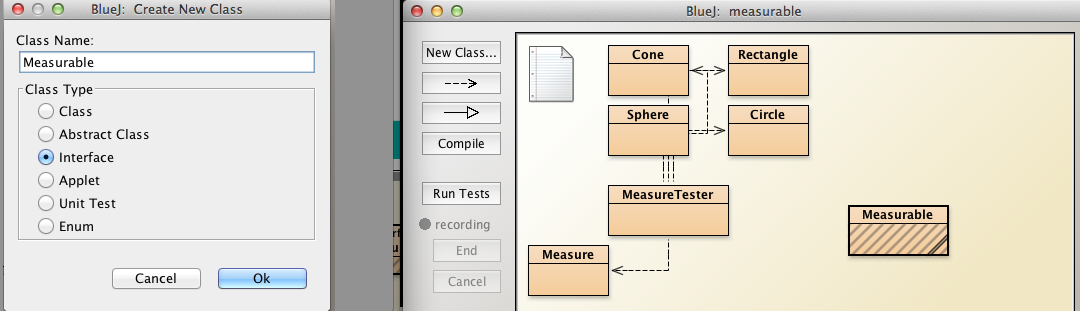 BlueJ: Create New Class
Class Name:
Measurable
Class Type
Class
Abstract Class
Interface
Applet
Unit Test
Enum
Cancel
Ok
BlueJ: measurable
New Class...
Compile
Run Tests
recording
End
Cancel
Cone
Rectangle
Sphere
Circle
MeasureTester
Measurable
Measure